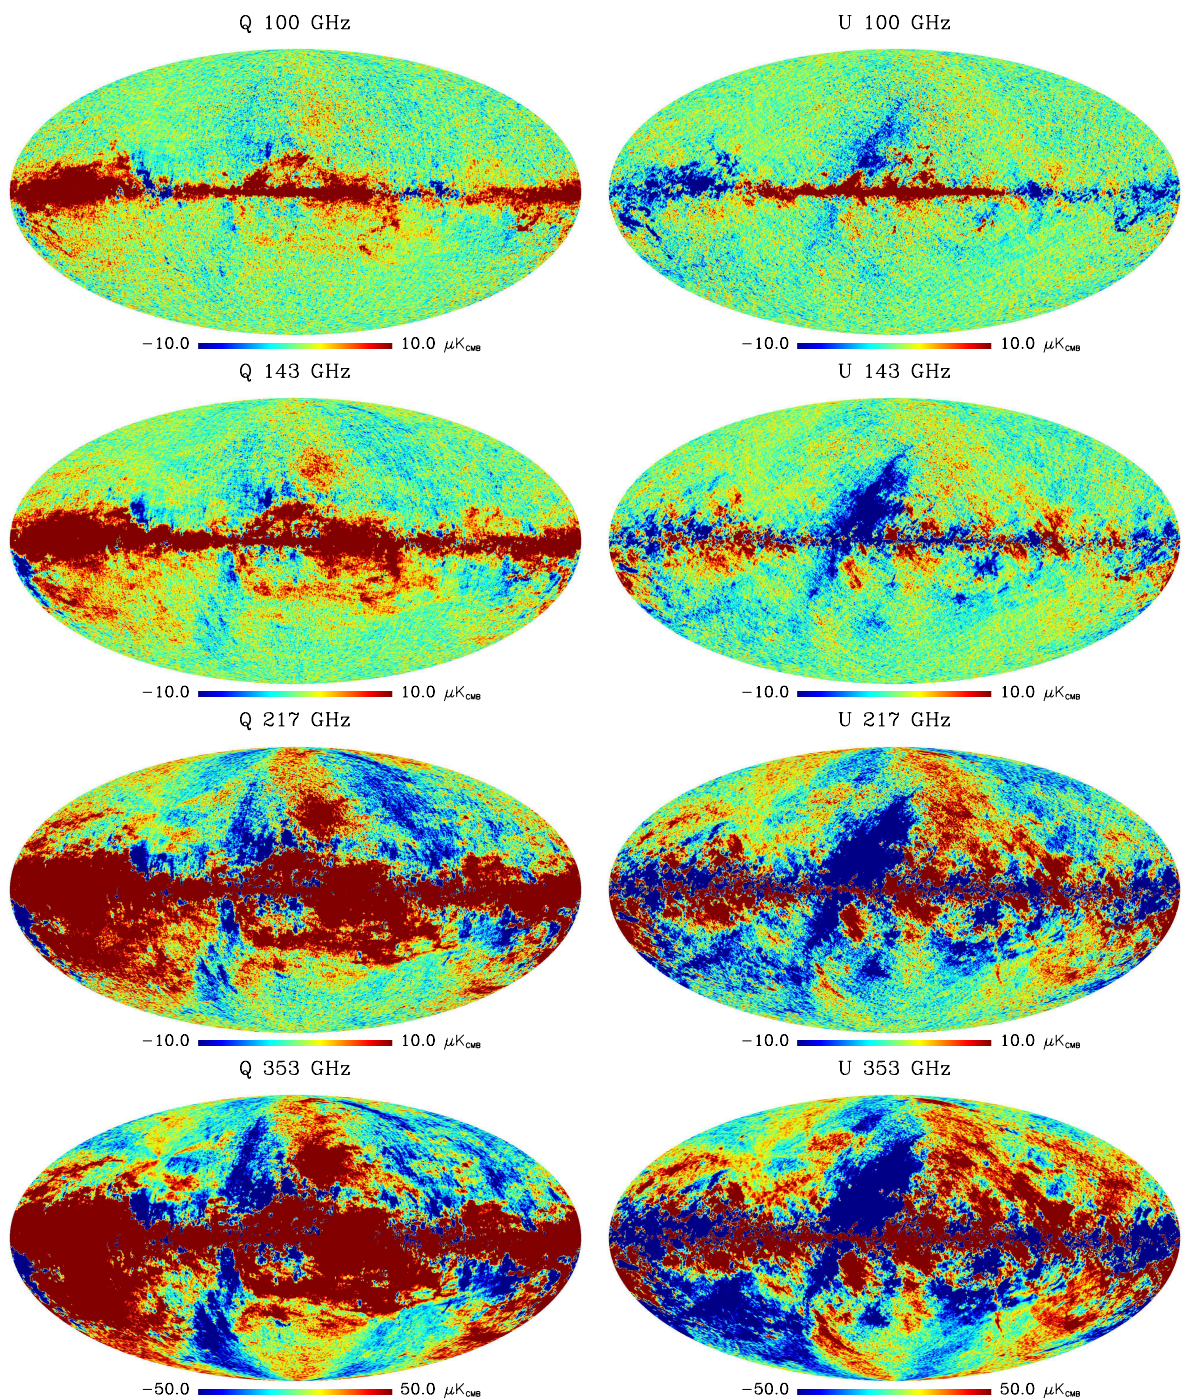 Q 100 GHz
U 100 GHz
−10.0 10.0 μK_CMB
−10.0 10.0 μK_CMB
Q 143 GHz
U 143 GHz
−10.0 10.0 μK_CMB
−10.0 10.0 μK_CMB
Q 217 GHz
U 217 GHz
−10.0 10.0 μK_CMB
−10.0 10.0 μK_CMB
Q 353 GHz
U 353 GHz
−50.0 50.0 μK_CMB
−50.0 50.0 μK_CMB